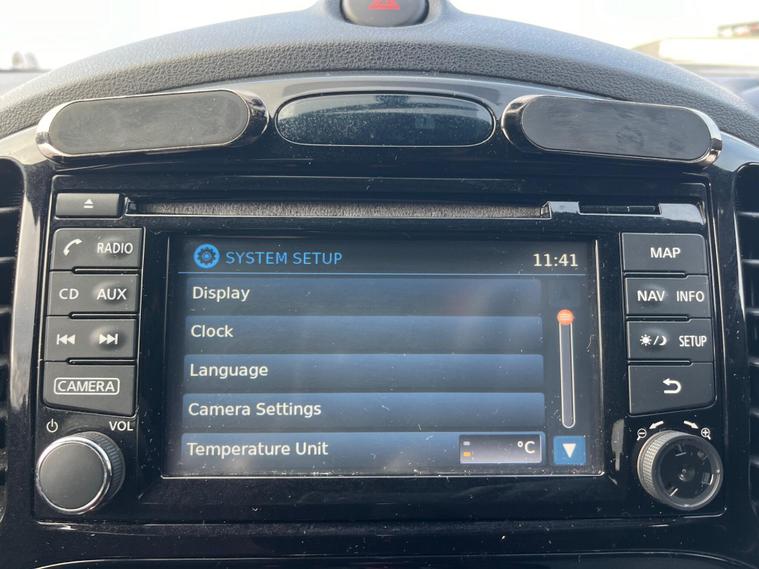 RADIO
CD AUX
CAMERA
VOL
SYSTEM SETUP 11:41
Display
Clock
Language
Camera Settings
Temperature Unit °C
MAP
NAV INFO
SETUP